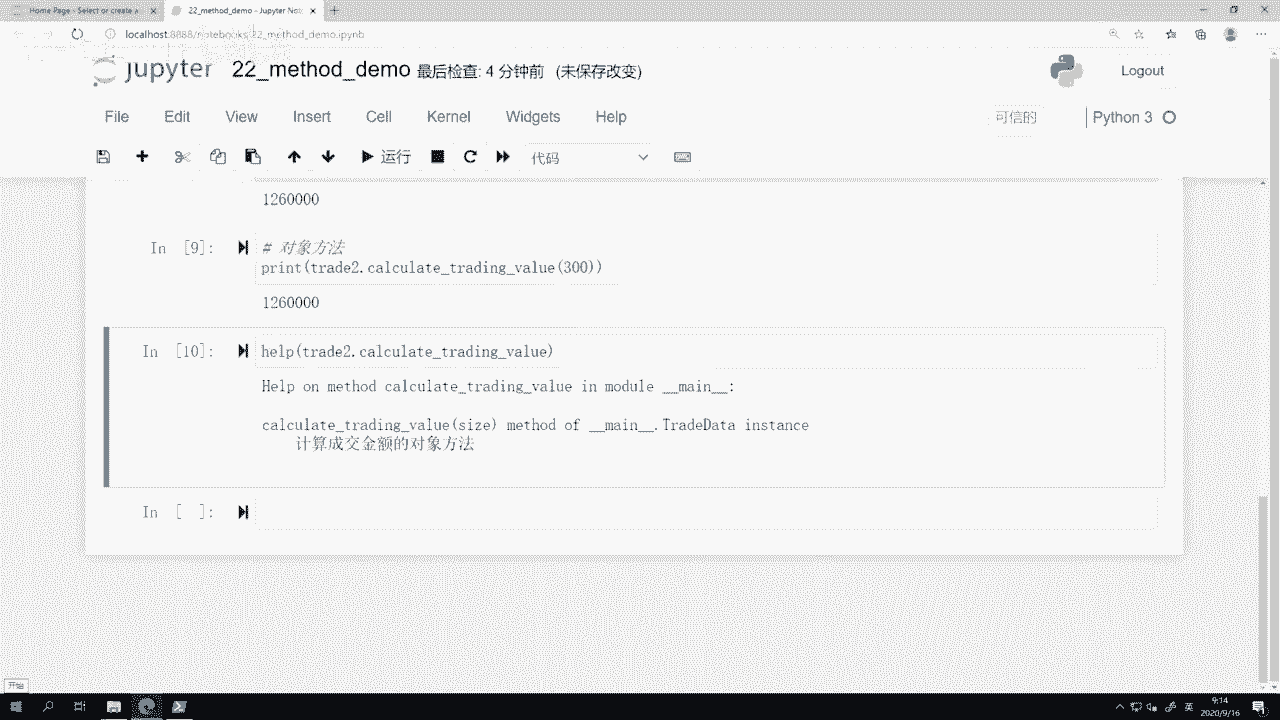 Home Page - Select or create a
22_method_demo - Jupyter Not
localhost:8888/notebooks/22_method_demo.ipynb
jupyter 22_method_demo 最后检查: 4 分钟前 (未保存改变)
Logout
File Edit View Insert Cell Kernel Widgets Help
可信的
Python 3
运行
代码
1260000
In [9]:
# 对象方法
print(trade2.calculate_trading_value(300))
1260000
In [10]:
help(trade2.calculate_trading_value)
Help on method calculate_trading_value in module __main__:
calculate_trading_value(size) method of __main__.TradeData instance
计算成交金额的对象方法
In [ ]:
开始
英
9:14
2020/9/16